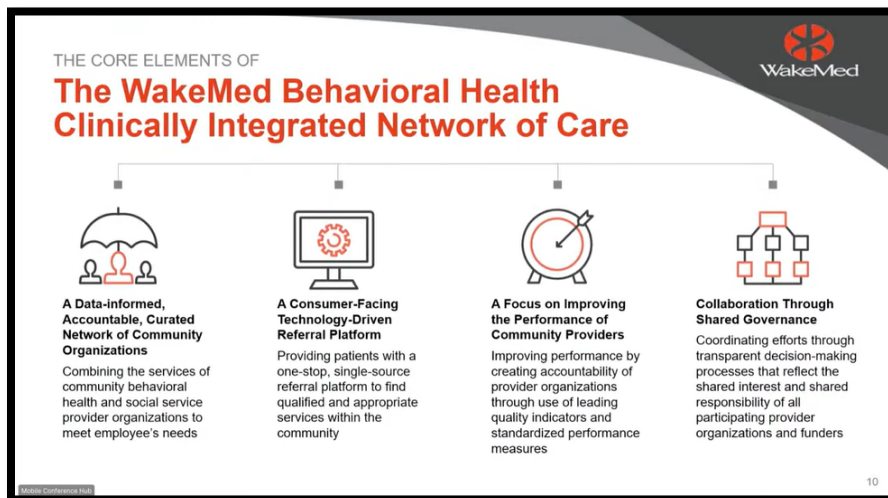 THE CORE ELEMENTS OF
The WakeMed Behavioral Health
Clinically Integrated Network of Care
WakeMed
A Data-informed,
Accountable, Curated
Network of Community
Organizations
Combining the services of
community behavioral
health and social service
provider organizations to
meet employee's needs
A Consumer-Facing
Technology-Driven
Referral Platform
Providing patients with a
one-stop, single-source
referral platform to find
qualified and appropriate
services within the
community
A Focus on Improving
the Performance of
Community Providers
Improving performance by
creating accountability of
provider organizations
through use of leading
quality indicators and
standardized performance
measures
Collaboration Through
Shared Governance
Coordinating efforts through
transparent decision-making
processes that reflect the
shared interest and shared
responsibility of all
participating provider
organizations and funders
Mobile Conference Hub
10